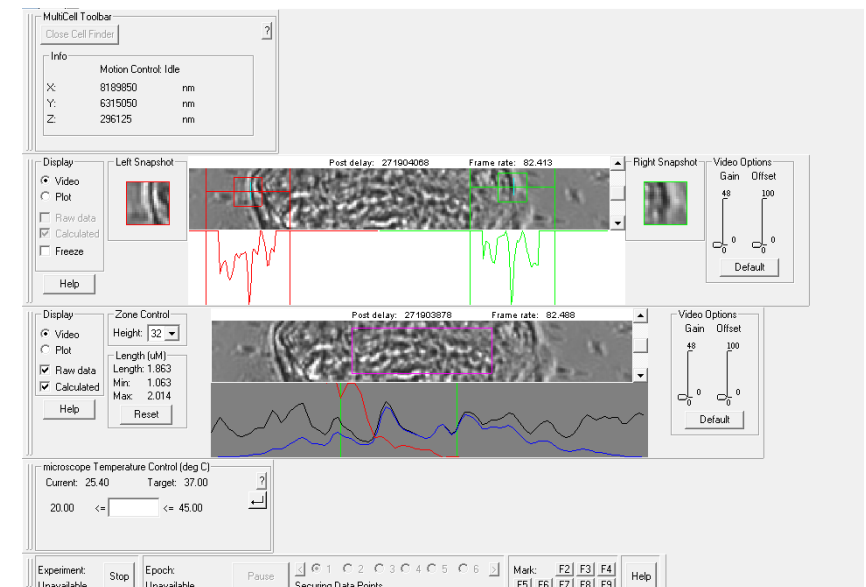 MultiCell Toolbar
Close Cell Finder
?
Info
Motion Control: Idle
X: 8189850 nm
Y: 6315050 nm
Z: 296125 nm
Display
Left Snapshot
Post delay: 271904068 Frame rate: 82.413
Right Snapshot
Video Options
Video
Plot
Raw data
Calculated
Freeze
Help
Gain Offset
48 100
0 0
0 0
Default
Display
Zone Control
Post delay: 271903878 Frame rate: 82.488
Video Options
Video
Plot
Raw data
Calculated
Help
Height: 32
Length (uM)
Length: 1.863
Min: 1.063
Max: 2.014
Reset
Gain Offset
48 100
0 0
0 0
Default
microscope Temperature Control (deg C)
Current: 25.40 Target: 37.00 ?
20.00 <= <= 45.00
Experiment:
Unavailable
Stop
Epoch:
Unavailable
Pause
1 2 3 4 5 6
Securing Data Points
Mark: F2 F3 F4
F5 F6 F7 F8 F9
Help